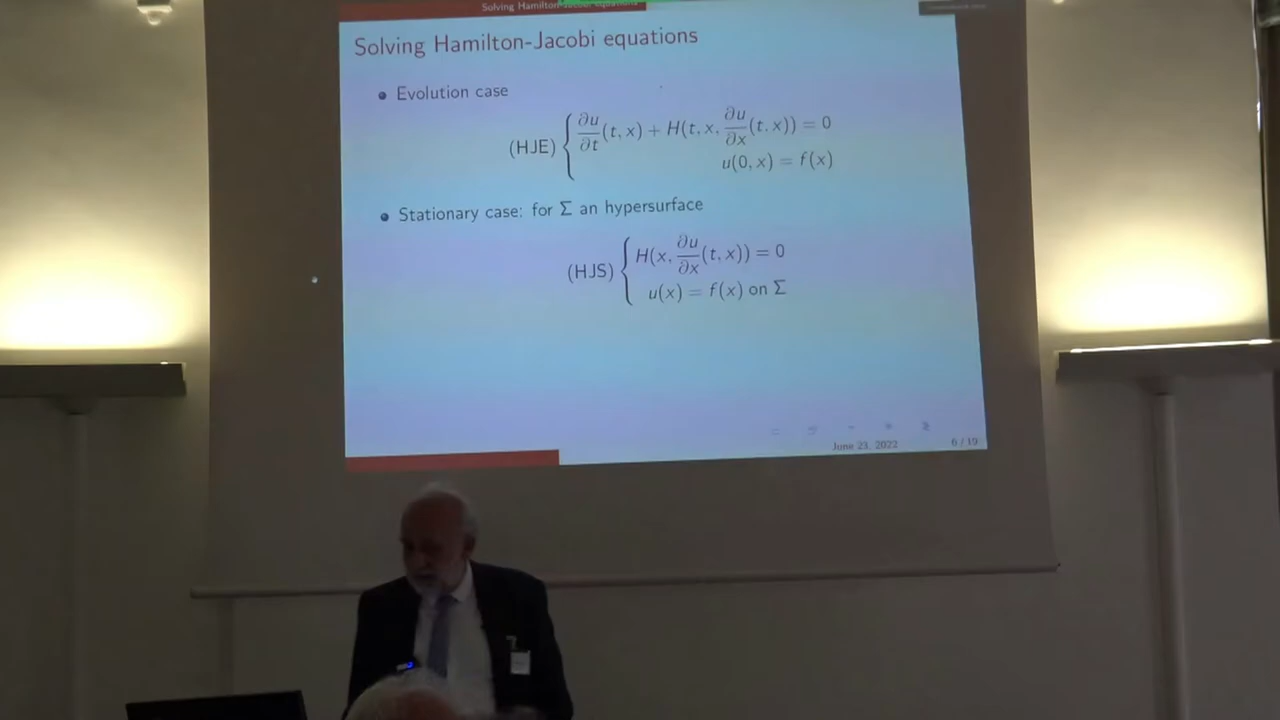 Solving Hamilton-Jacobi equations
Solving Hamilton-Jacobi equations
• Evolution case
(HJE) { ∂u/∂t (t, x) + H(t, x, ∂u/∂x (t, x)) = 0
u(0, x) = f(x)
• Stationary case: for Σ an hypersurface
(HJS) { H(x, ∂u/∂x (t, x)) = 0
u(x) = f(x) on Σ
June 23, 2022 6 / 19